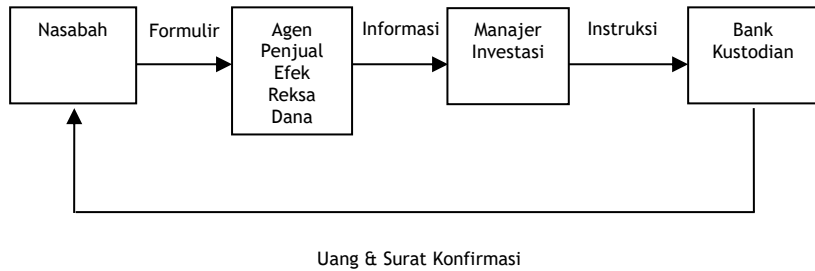 Nasabah
Formulir
Agen
Penjual
Efek
Reksa
Dana
Informasi
Manajer
Investasi
Instruksi
Bank
Kustodian
Uang & Surat Konfirmasi